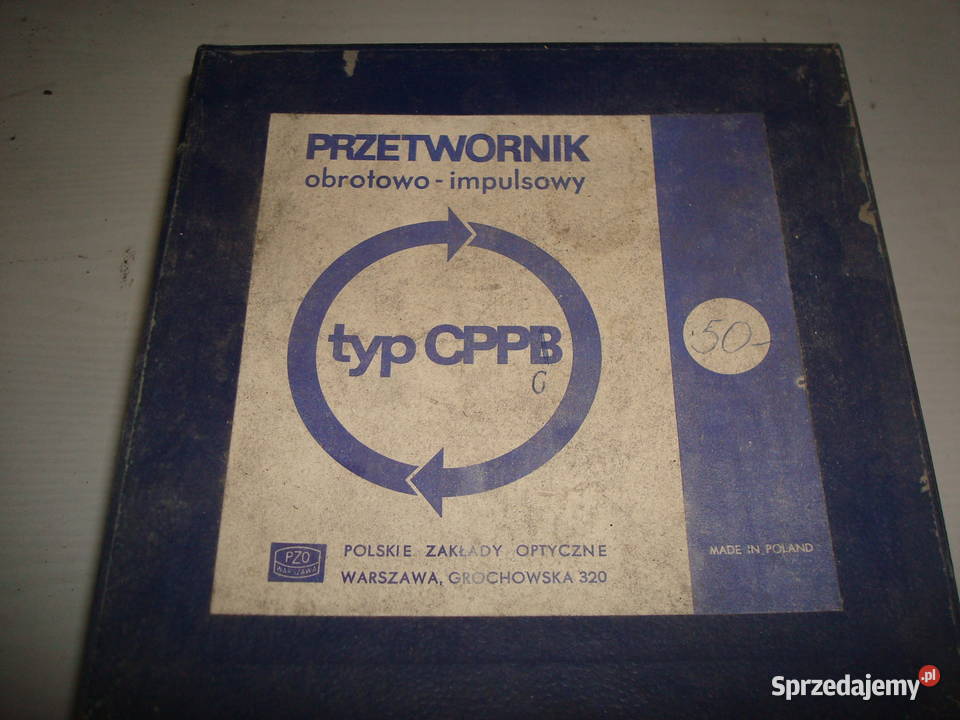 PRZETWORNIK
obrotowo - impulsowy
typ CPPB
G
50-
PZO
WARSZAWA
POLSKIE ZAKŁADY OPTYCZNE
WARSZAWA, GROCHOWSKA 320
MADE IN POLAND
Sprzedajemy.pl